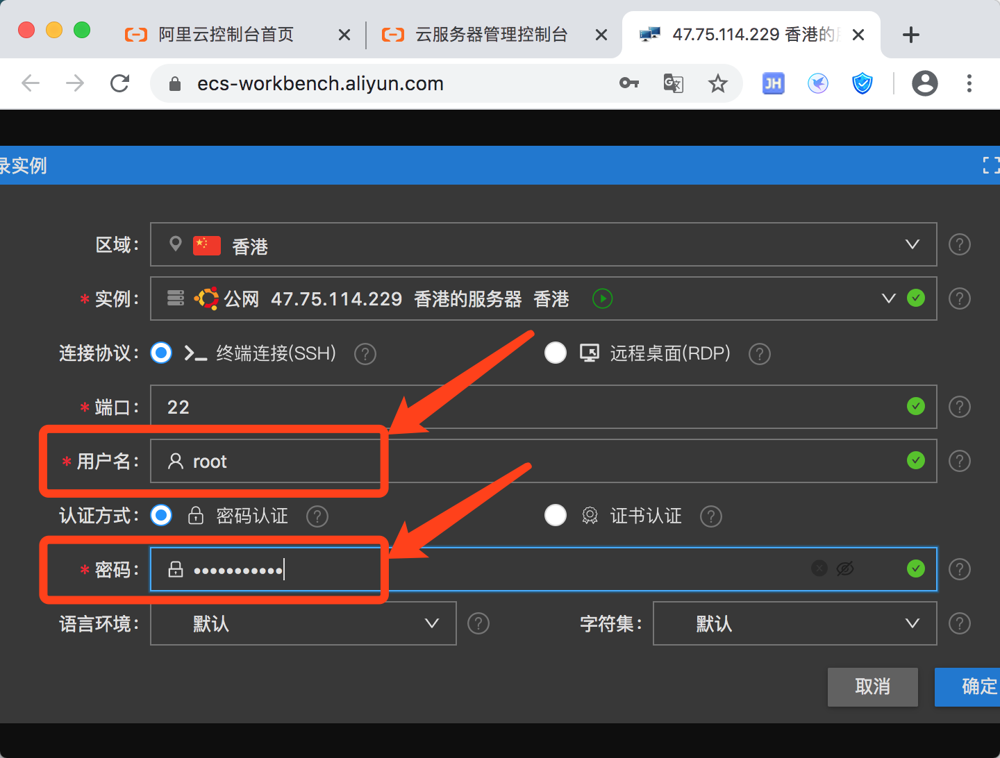 阿里云控制台首页
云服务器管理控制台
47.75.114.229 香港的
ecs-workbench.aliyun.com
JH
录实例
区域：
香港
* 实例：
公网 47.75.114.229 香港的服务器 香港
连接协议：
终端连接(SSH)
远程桌面(RDP)
* 端口：
22
* 用户名：
root
认证方式：
密码认证
证书认证
* 密码：
•••••••••••
语言环境：
默认
字符集：
默认
取消
确定